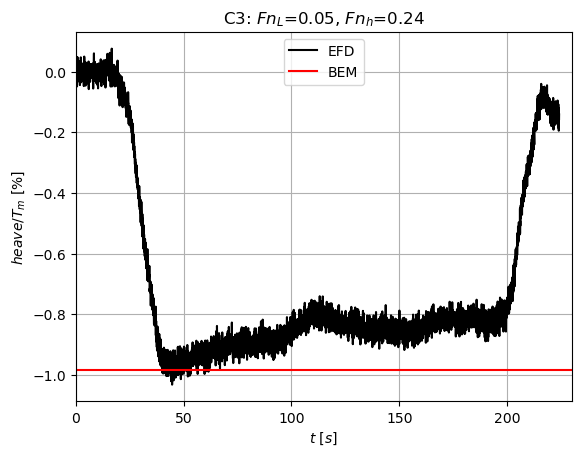 C3: Fn_L=0.05, Fn_h=0.24
EFD
BEM
0.0
−0.2
−0.4
−0.6
−0.8
−1.0
heave/T_m [%]
0 50 100 150 200
t [s]